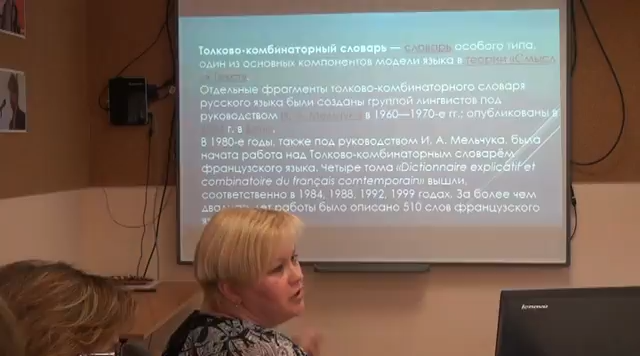 Толково-комбинаторный словарь — словарь особого типа,
один из основных компонентов модели языка в теории «Смысл
Текст».
Отдельные фрагменты толково-комбинаторного словаря
русского языка были созданы группой лингвистов под
руководством И. А. Мельчука в 1960—1970-е гг.; опубликованы в
г. в
В 1980-е годы, также под руководством И. А. Мельчука, была
начата работа над Толково-комбинаторным словарём
французского языка. Четыре тома «Dictionnaire explicatif et
combinatoire du français comtemporain» вышли,
соответственно в 1984, 1988, 1992, 1999 годах. За более чем
лет работы было описано 510 слов французского
lenovo